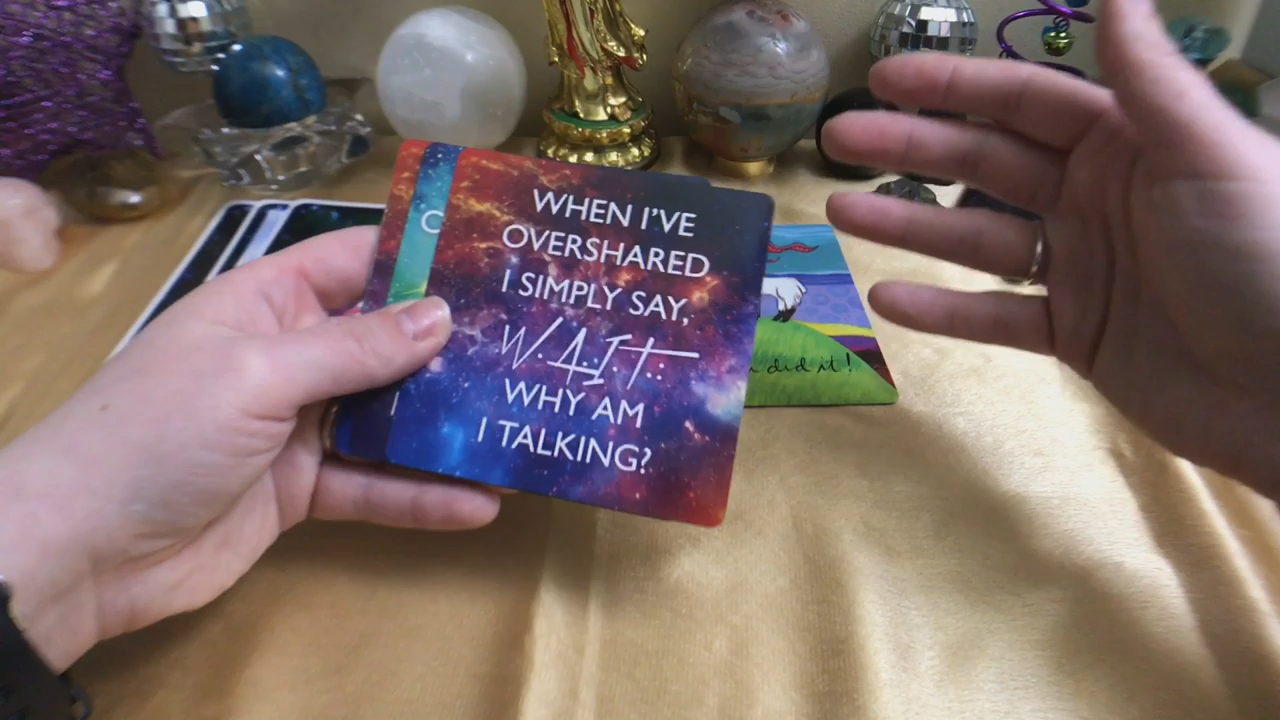 WHEN I'VE
OVERSHARED
I SIMPLY SAY,
W.A.I.T.:
WHY AM
I TALKING?
did it!